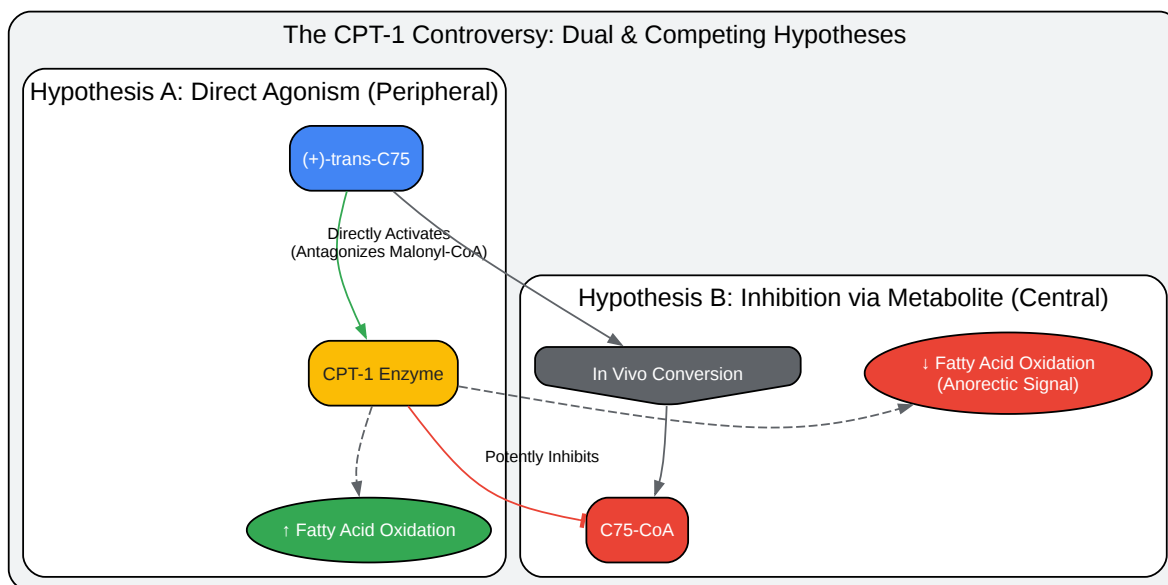 The CPT-1 Controversy: Dual & Competing Hypotheses
Hypothesis A: Direct Agonism (Peripheral)
(+)-trans-C75
Directly Activates
(Antagonizes Malonyl-CoA)
CPT-1 Enzyme
Potently Inhibits
↑ Fatty Acid Oxidation
Hypothesis B: Inhibition via Metabolite (Central)
In Vivo Conversion
↓ Fatty Acid Oxidation
(Anorectic Signal)
C75-CoA